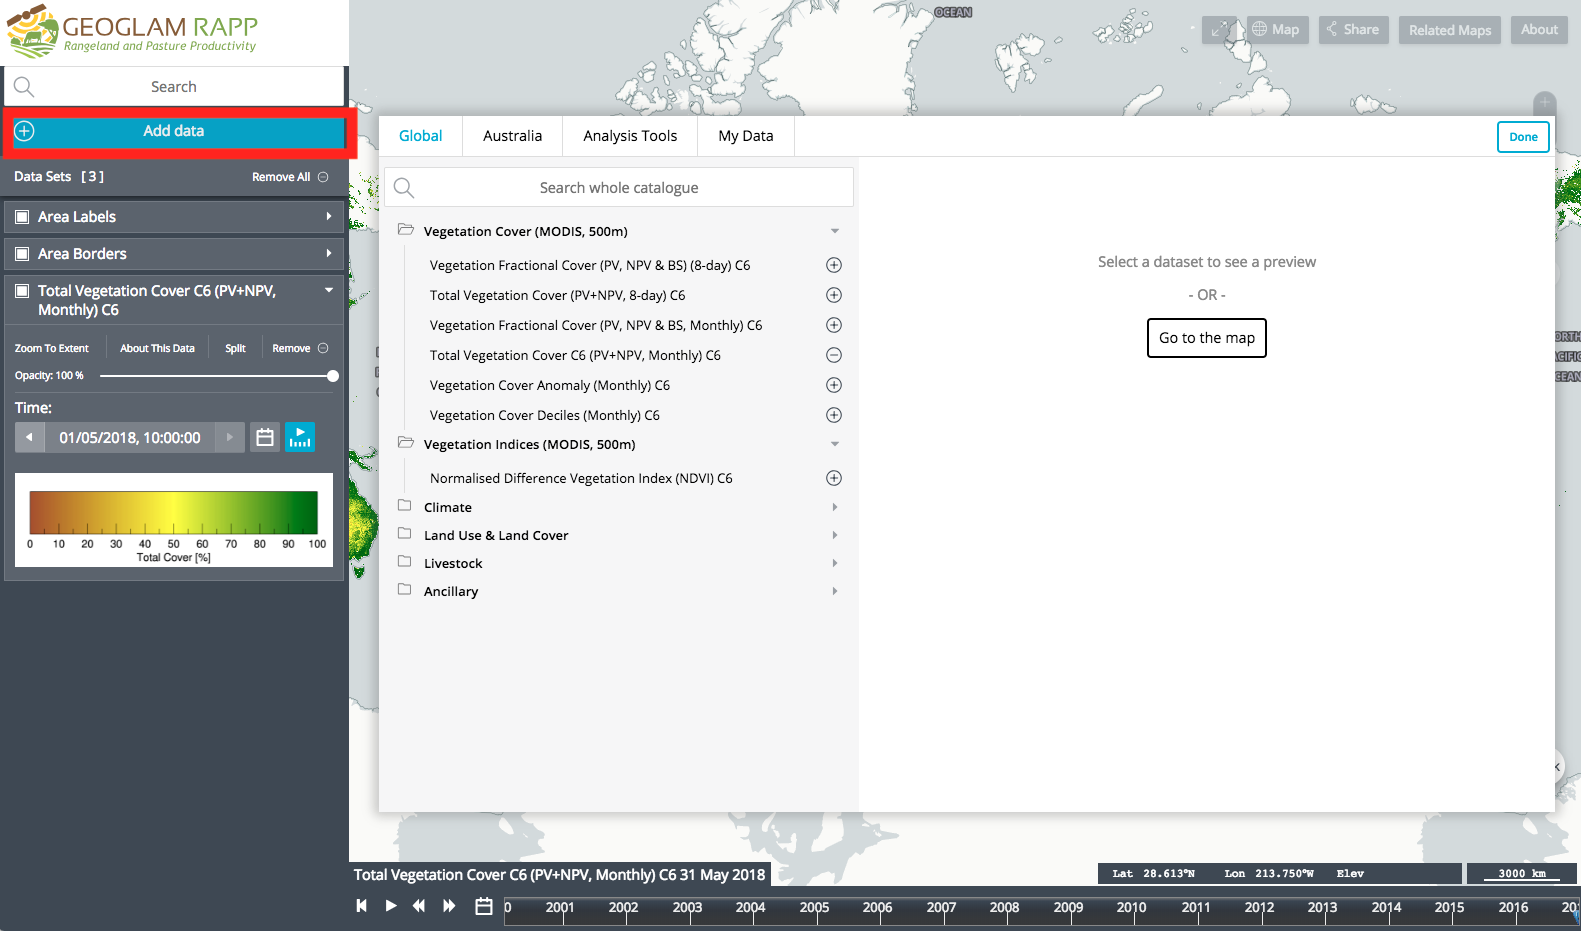 GEOGLAM RAPP
Rangeland and Pasture Productivity
Search
Add data
Data Sets [ 3 ]
Remove All
Area Labels
Area Borders
Total Vegetation Cover C6 (PV+NPV,
Monthly) C6
Zoom To Extent
About This Data
Split
Remove
Opacity: 100 %
Time:
01/05/2018, 10:00:00
0 10 20 30 40 50 60 70 80 90 100
Total Cover [%]
OCEAN
Map
Share
Related Maps
About
Global
Australia
Analysis Tools
My Data
Done
Search whole catalogue
Vegetation Cover (MODIS, 500m)
Vegetation Fractional Cover (PV, NPV & BS) (8-day) C6
Total Vegetation Cover (PV+NPV, 8-day) C6
Vegetation Fractional Cover (PV, NPV & BS, Monthly) C6
Total Vegetation Cover C6 (PV+NPV, Monthly) C6
Vegetation Cover Anomaly (Monthly) C6
Vegetation Cover Deciles (Monthly) C6
Vegetation Indices (MODIS, 500m)
Normalised Difference Vegetation Index (NDVI) C6
Climate
Land Use & Land Cover
Livestock
Ancillary
Select a dataset to see a preview
- OR -
Go to the map
Total Vegetation Cover C6 (PV+NPV, Monthly) C6 31 May 2018
Lat 28.613°N Lon 213.750°W Elev
3000 km
0 2001 2002 2003 2004 2005 2006 2007 2008 2009 2010 2011 2012 2013 2014 2015 2016